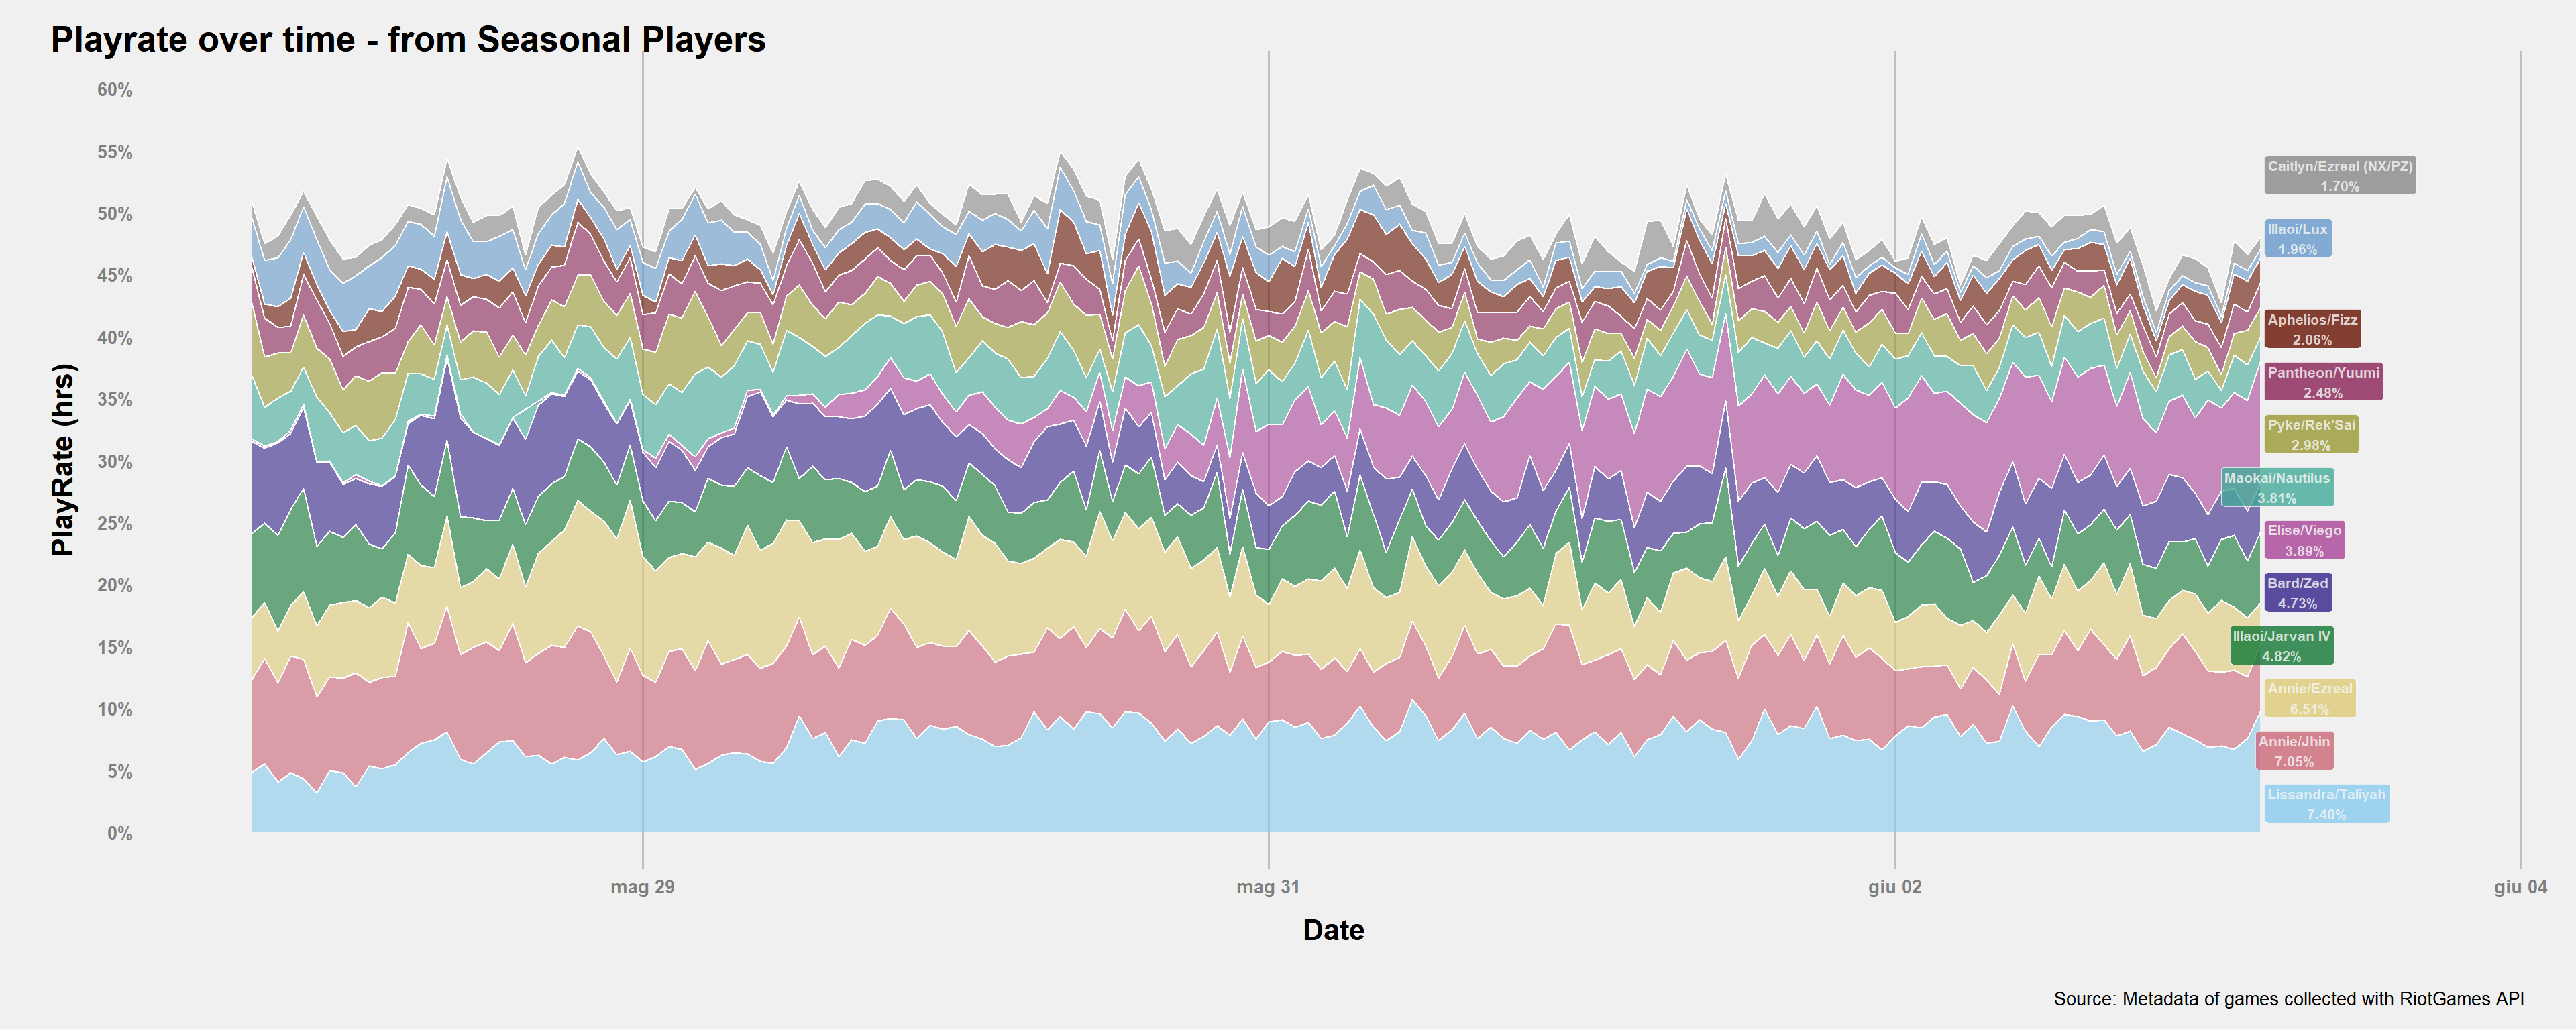 Playrate over time - from Seasonal Players
PlayRate (hrs)
60%
55%
50%
45%
40%
35%
30%
25%
20%
15%
10%
5%
0%
Caitlyn/Ezreal (NX/PZ)
1.70%
Illaoi/Lux
1.96%
Aphelios/Fizz
2.06%
Pantheon/Yuumi
2.48%
Pyke/Rek'Sai
2.98%
Maokai/Nautilus
3.81%
Elise/Viego
3.89%
Bard/Zed
4.73%
Illaoi/Jarvan IV
4.82%
Annie/Ezreal
6.51%
Annie/Jhin
7.05%
Lissandra/Taliyah
7.40%
mag 29
mag 31
giu 02
giu 04
Date
Source: Metadata of games collected with RiotGames API